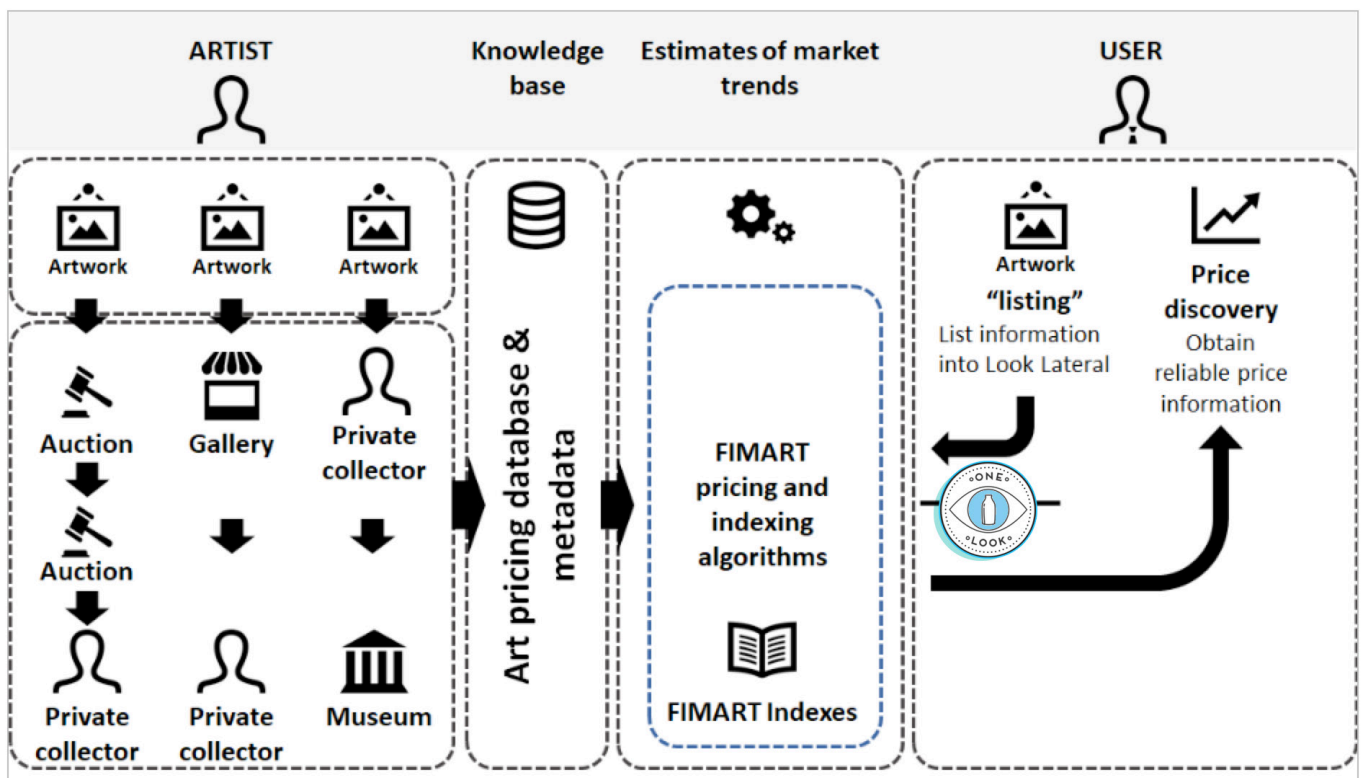 ARTIST
Knowledge
base
Estimates of market
trends
USER
Artwork
Artwork
Artwork
Auction
Gallery
Private
collector
Auction
Private
collector
Private
collector
Museum
Art pricing database &
metadata
FIMART
pricing and
indexing
algorithms
FIMART Indexes
Artwork
“listing”
List information
into Look Lateral
Price
discovery
Obtain
reliable price
information
ONE
LOOK